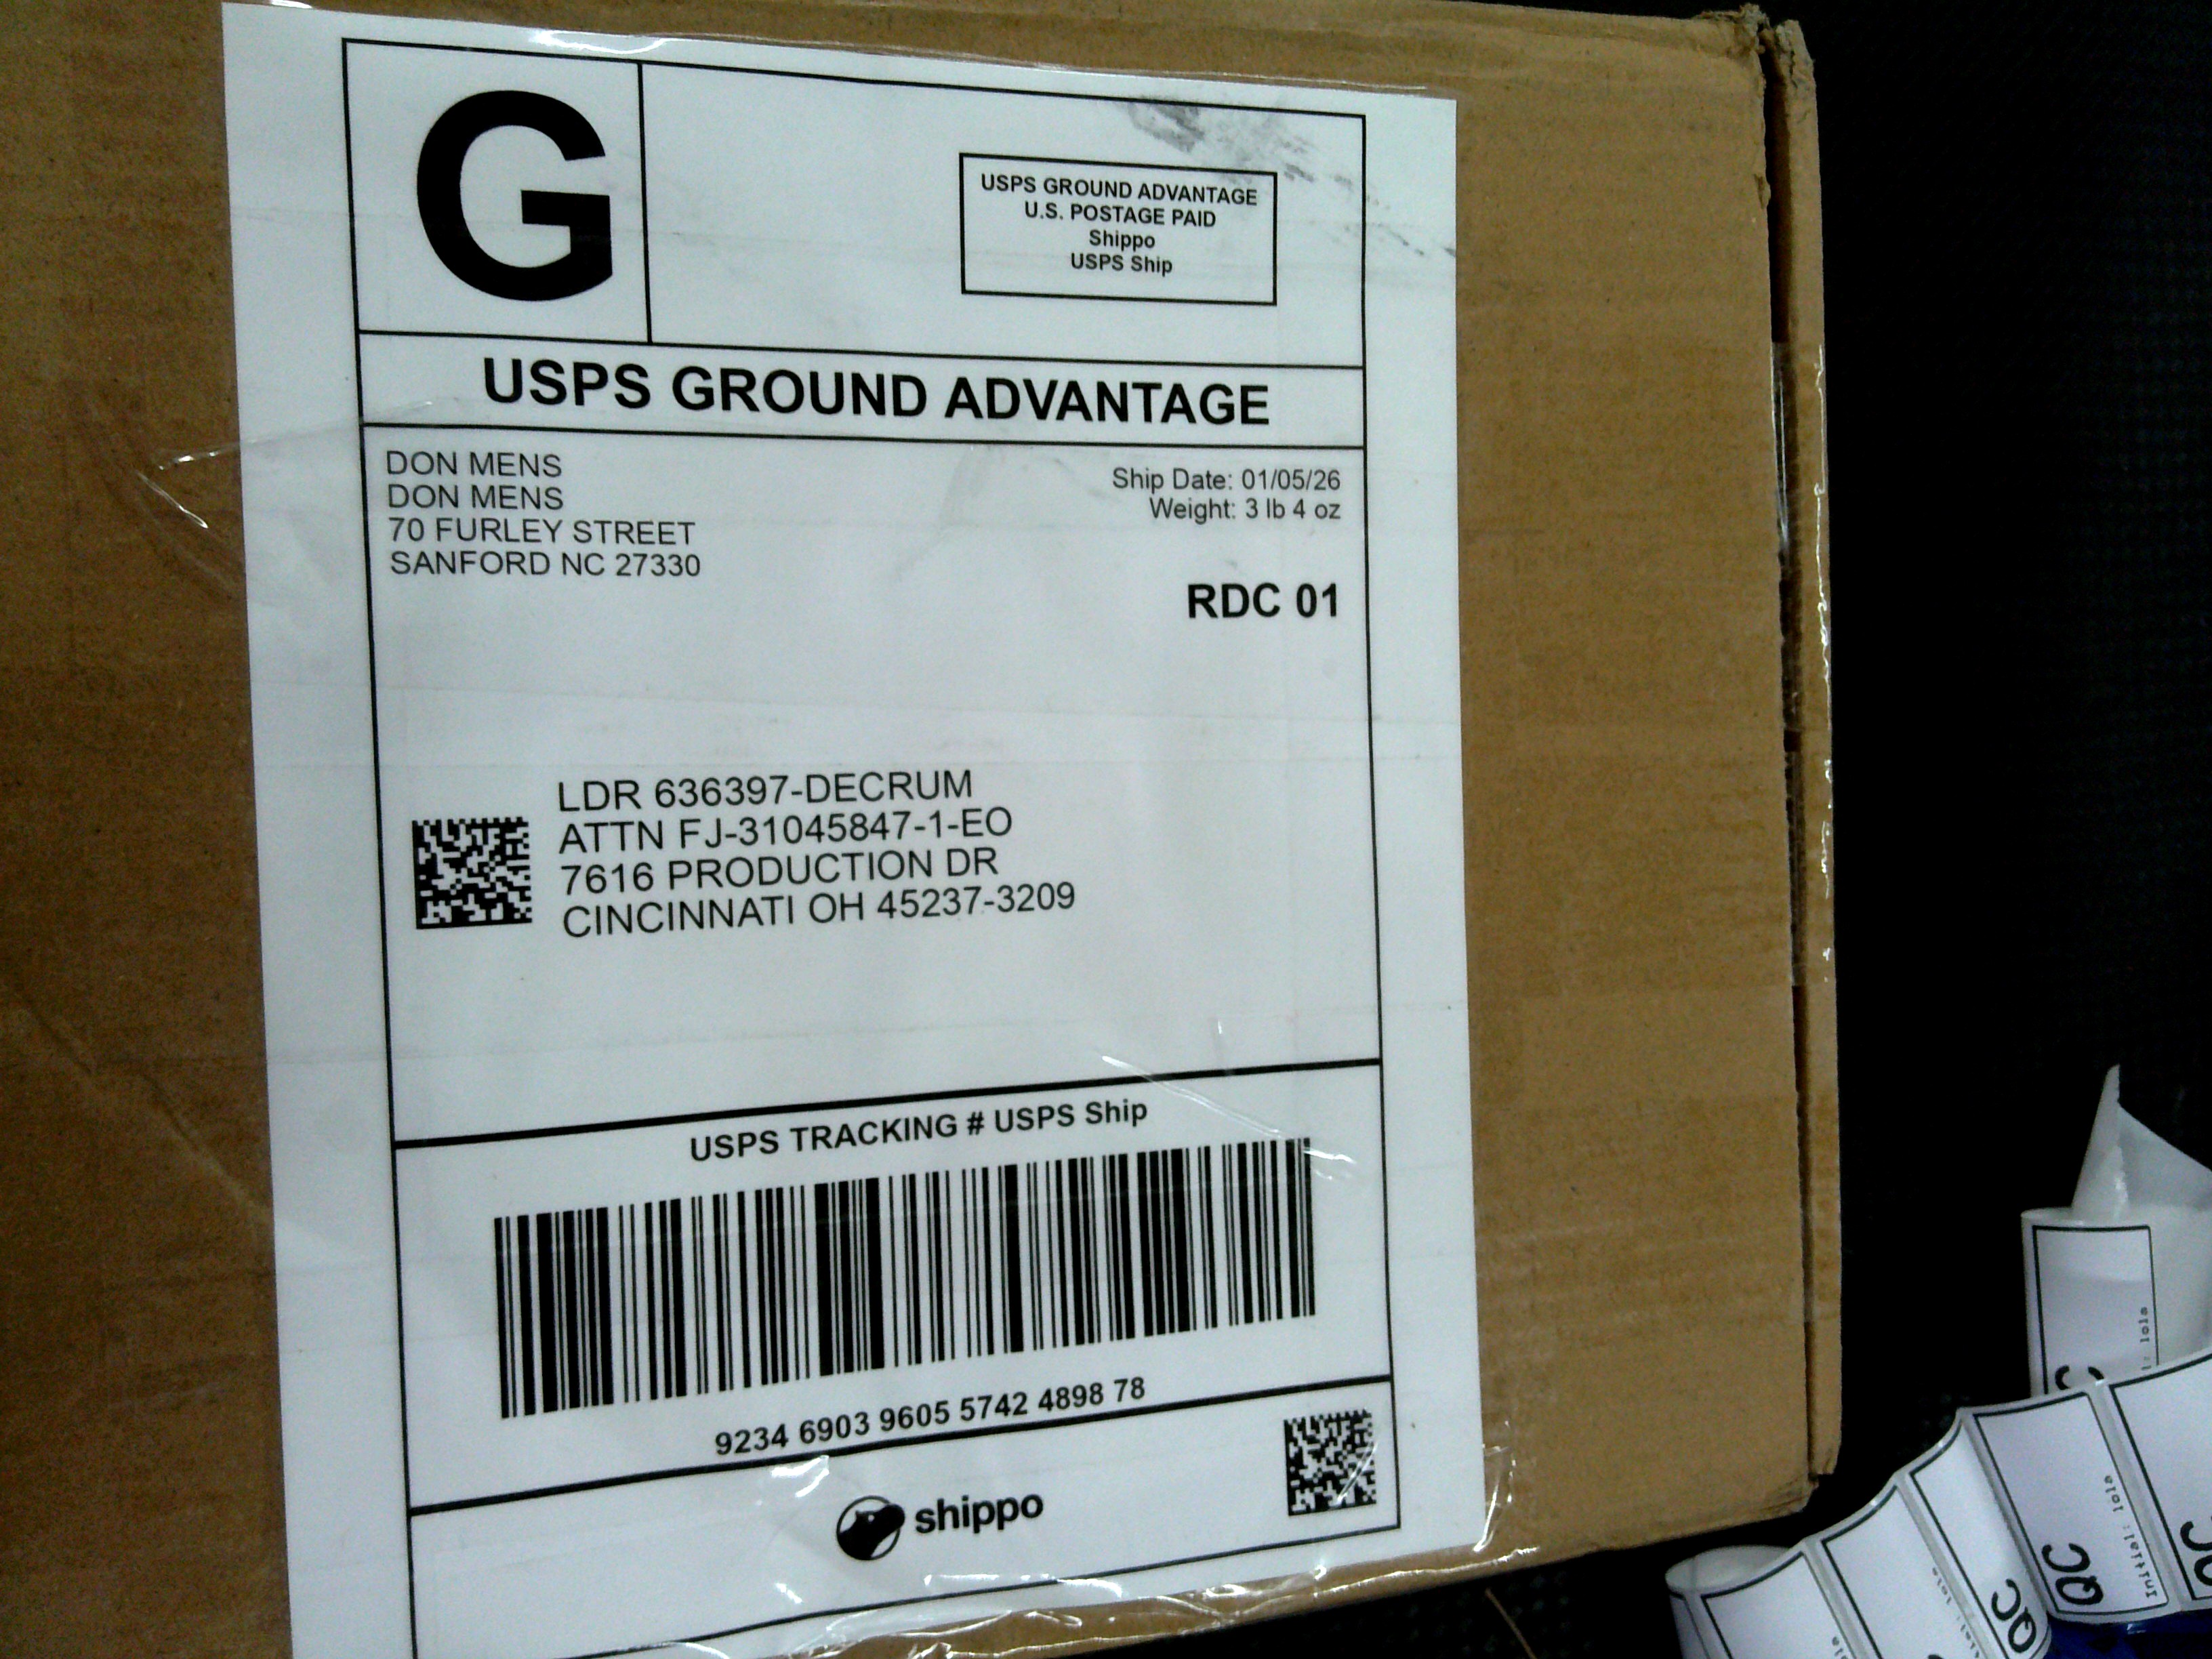 G
USPS GROUND ADVANTAGE
U.S. POSTAGE PAID
Shippo
USPS Ship
USPS GROUND ADVANTAGE
DON MENS
DON MENS
70 FURLEY STREET
SANFORD NC 27330
Ship Date: 01/05/26
Weight: 3 lb 4 oz
RDC 01
LDR 636397-DECRUM
ATTN FJ-31045847-1-EO
7616 PRODUCTION DR
CINCINNATI OH 45237-3209
USPS TRACKING # USPS Ship
9234 6903 9605 5742 4898 78
shippo
QC
Initial: lola
QC